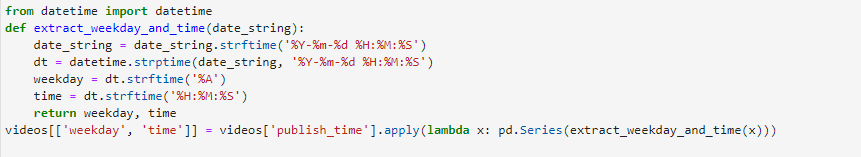 from datetime import datetime
def extract_weekday_and_time(date_string):
    date_string = date_string.strftime('%Y-%m-%d %H:%M:%S')
    dt = datetime.strptime(date_string, '%Y-%m-%d %H:%M:%S')
    weekday = dt.strftime('%A')
    time = dt.strftime('%H:%M:%S')
    return weekday, time
videos[['weekday', 'time']] = videos['publish_time'].apply(lambda x: pd.Series(extract_weekday_and_time(x)))